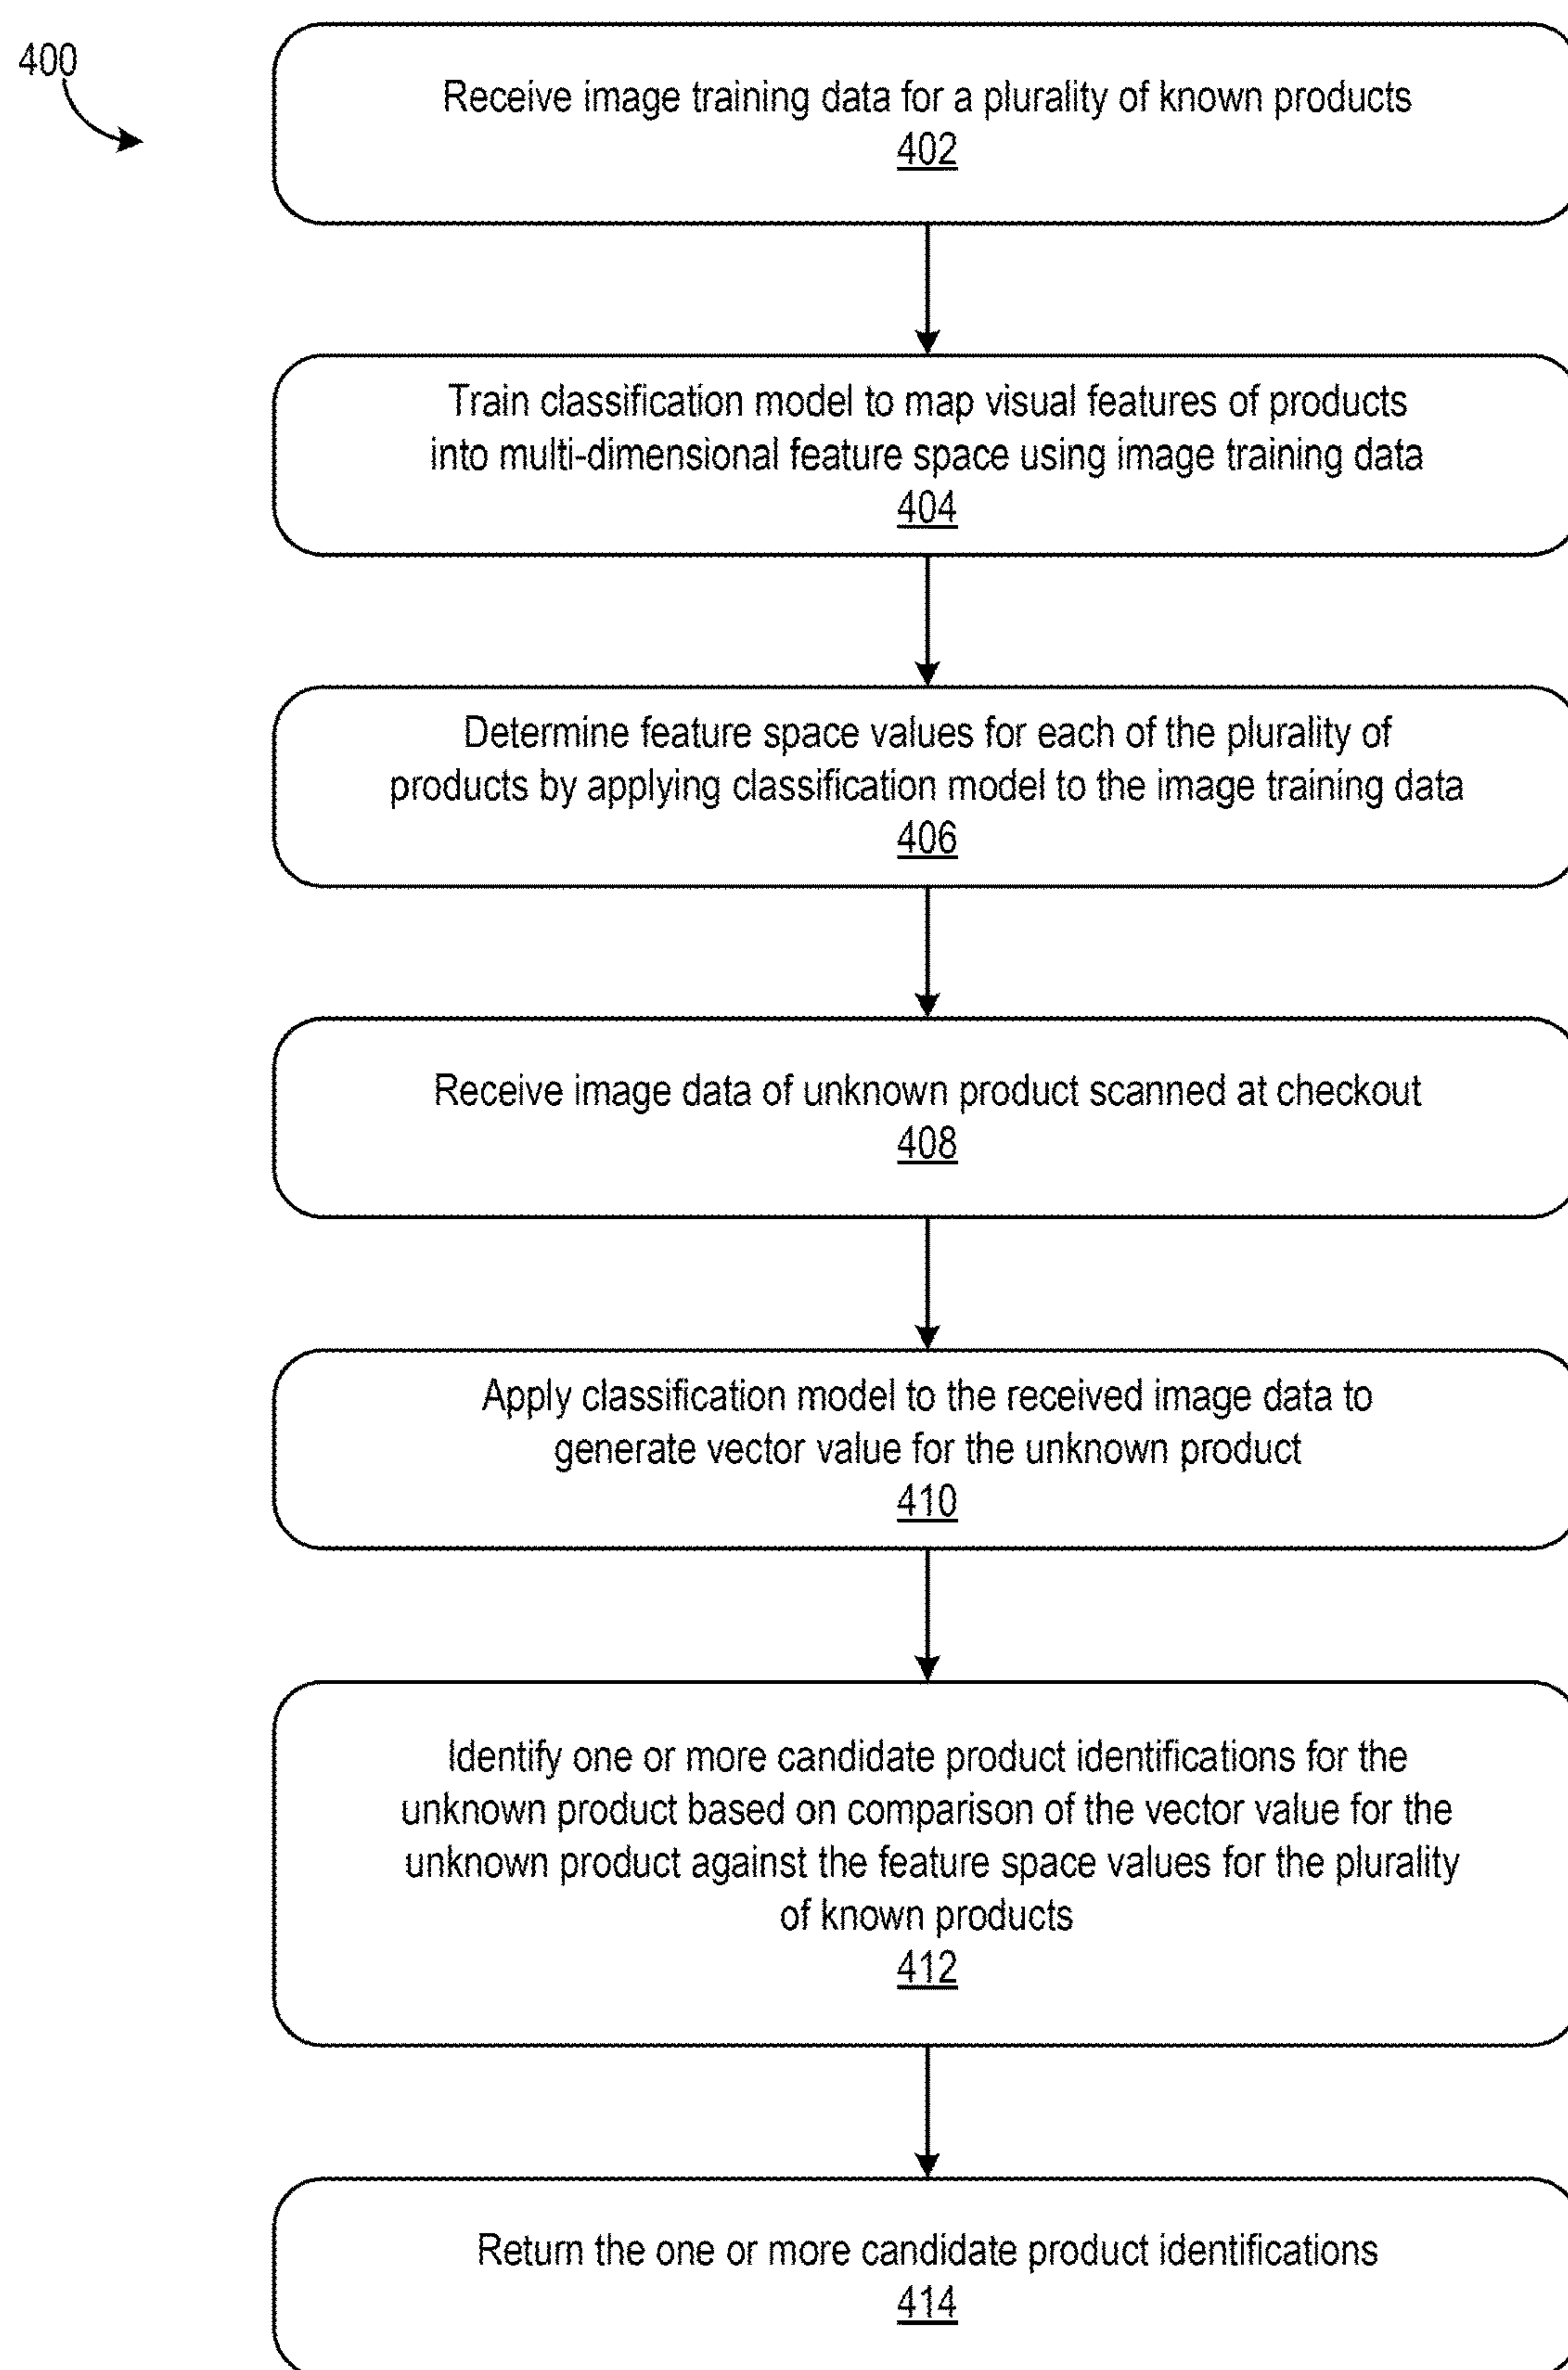 400
Receive image training data for a plurality of known products
402
Train classification model to map visual features of products
into multi-dimensional feature space using image training data
404
Determine feature space values for each of the plurality of
products by applying classification model to the image training data
406
Receive image data of unknown product scanned at checkout
408
Apply classification model to the received image data to
generate vector value for the unknown product
410
Identify one or more candidate product identifications for the
unknown product based on comparison of the vector value for the
unknown product against the feature space values for the plurality
of known products
412
Return the one or more candidate product identifications
414